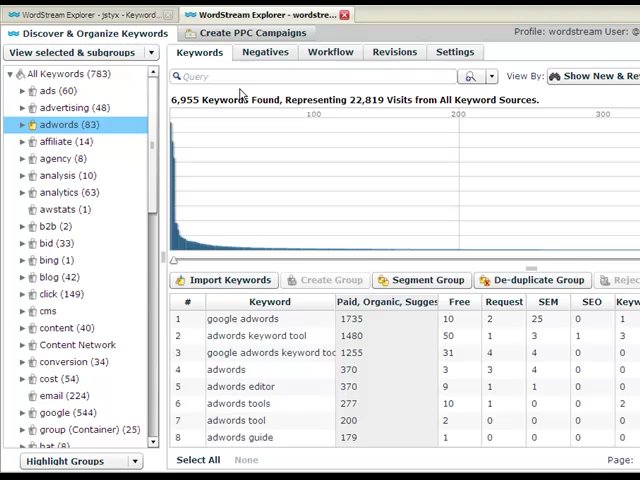 WordStream Explorer - jstyx - Keyword...
WordStream Explorer - wordstre...
Discover & Organize Keywords
Create PPC Campaigns
Profile: wordstream User: @
View selected & subgroups
Keywords
Negatives
Workflow
Revisions
Settings
Query
View By:
Show New & Re
All Keywords (783)
ads (60)
advertising (48)
adwords (83)
affiliate (14)
agency (8)
analysis (10)
analytics (63)
awstats (1)
b2b (2)
bid (33)
bing (1)
blog (42)
click (149)
cms
content (40)
Content Network
conversion (34)
cost (54)
email (224)
google (544)
group (Container) (25)
hat (8)
Highlight Groups
6,955 Keywords Found, Representing 22,819 Visits from All Keyword Sources.
100 200 300
Import Keywords
Create Group
Segment Group
De-duplicate Group
Rejec
# Keyword Paid, Organic, Sugges Free Request SEM SEO Keyw
1 google adwords 1735 10 2 25 0 1
2 adwords keyword tool 1480 50 1 3 1 3
3 google adwords keyword too 1255 31 4 4 0 0
4 adwords 370 3 3 4 0 0
5 adwords editor 370 9 1 1 0 0
6 adwords tools 277 10 1 0 0 2
7 adwords tool 200 2 0 0 0 0
8 adwords guide 179 1 0 0 0 0
Select All
None
Page: